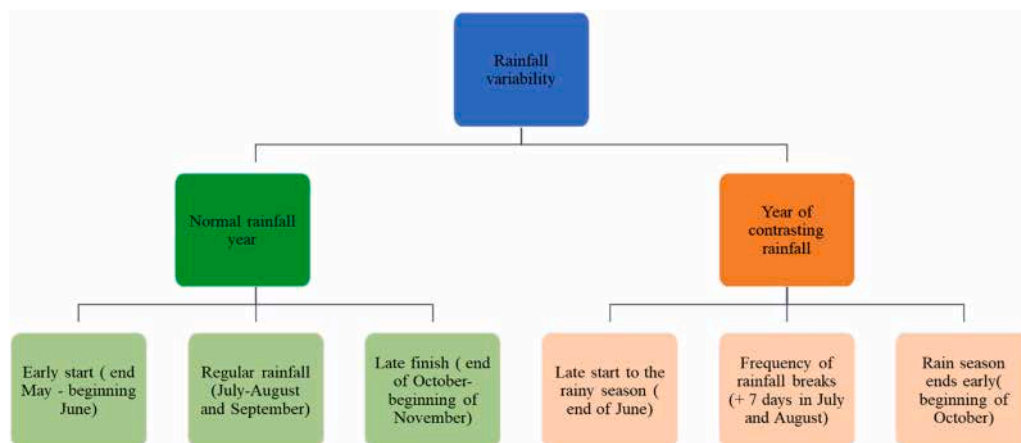 Rainfall
variability
Normal rainfall
year
Year of
contrasting
rainfall
Early start ( end
May - beginning
June)
Regular rainfall
(July-August
and September)
Late finish ( end
of October-
beginning of
November)
Late start to the
rainy season (
end of June)
Frequency of
rainfall breaks
(+ 7 days in July
and August)
Rain season
ends early(
beginning of
October)